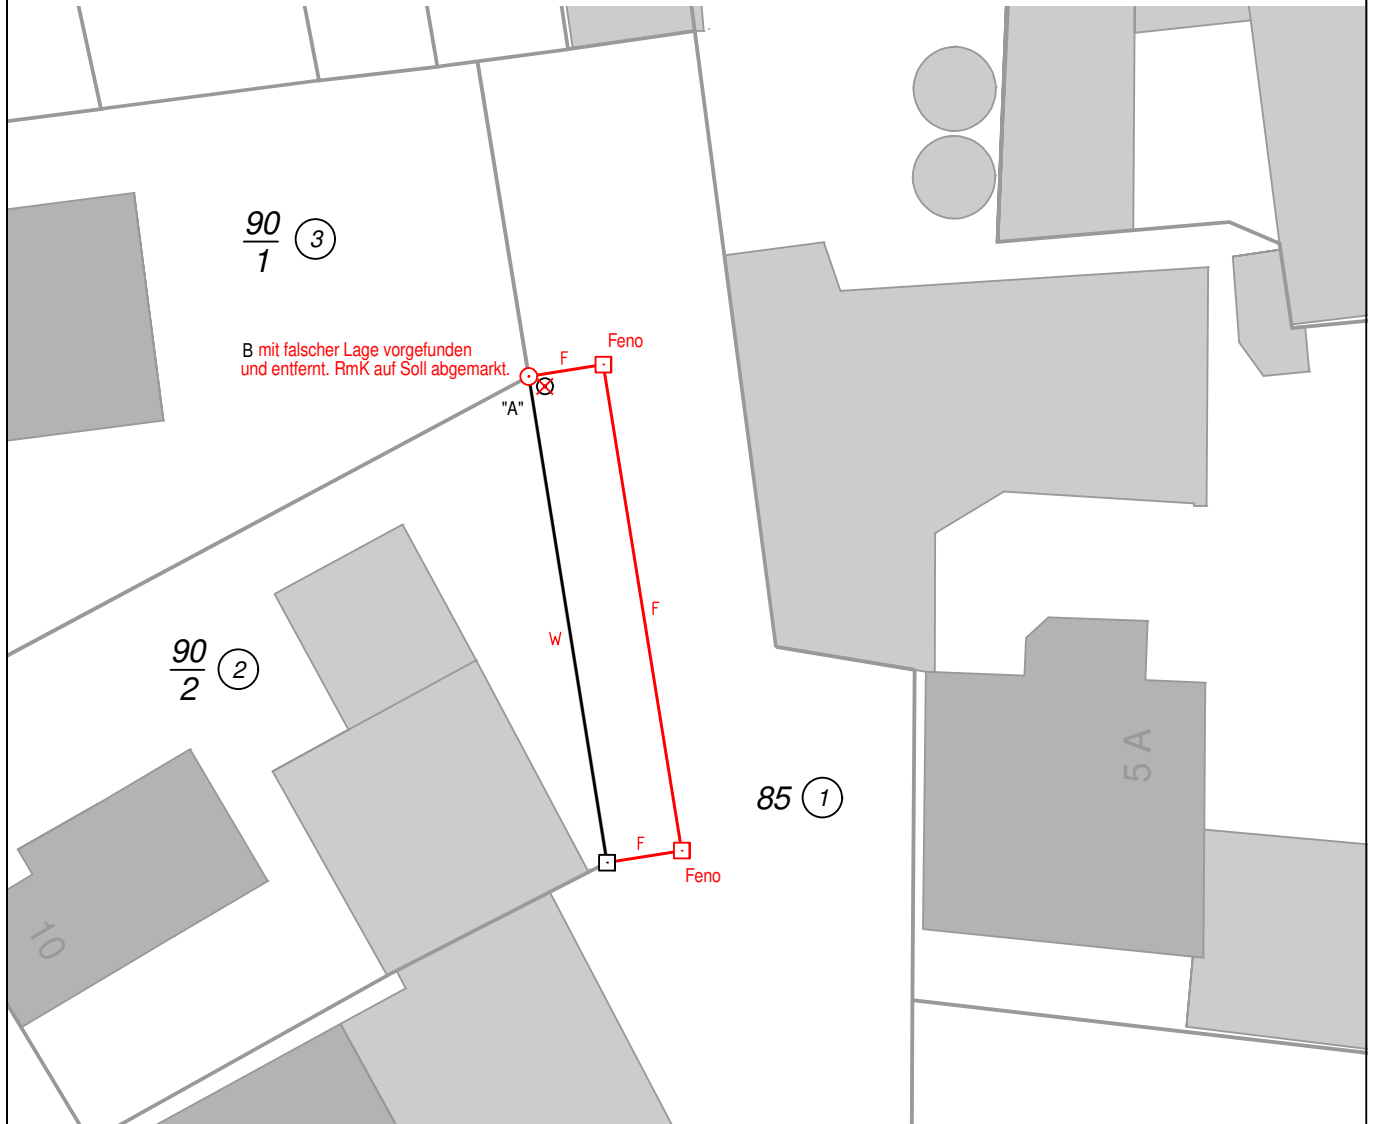 90
1
3
B mit falscher Lage vorgefunden
und entfernt. RmK auf Soll abgemarkt.
F
Feno
"A"
F
W
90
2
2
5 A
85 1
F
Feno
10